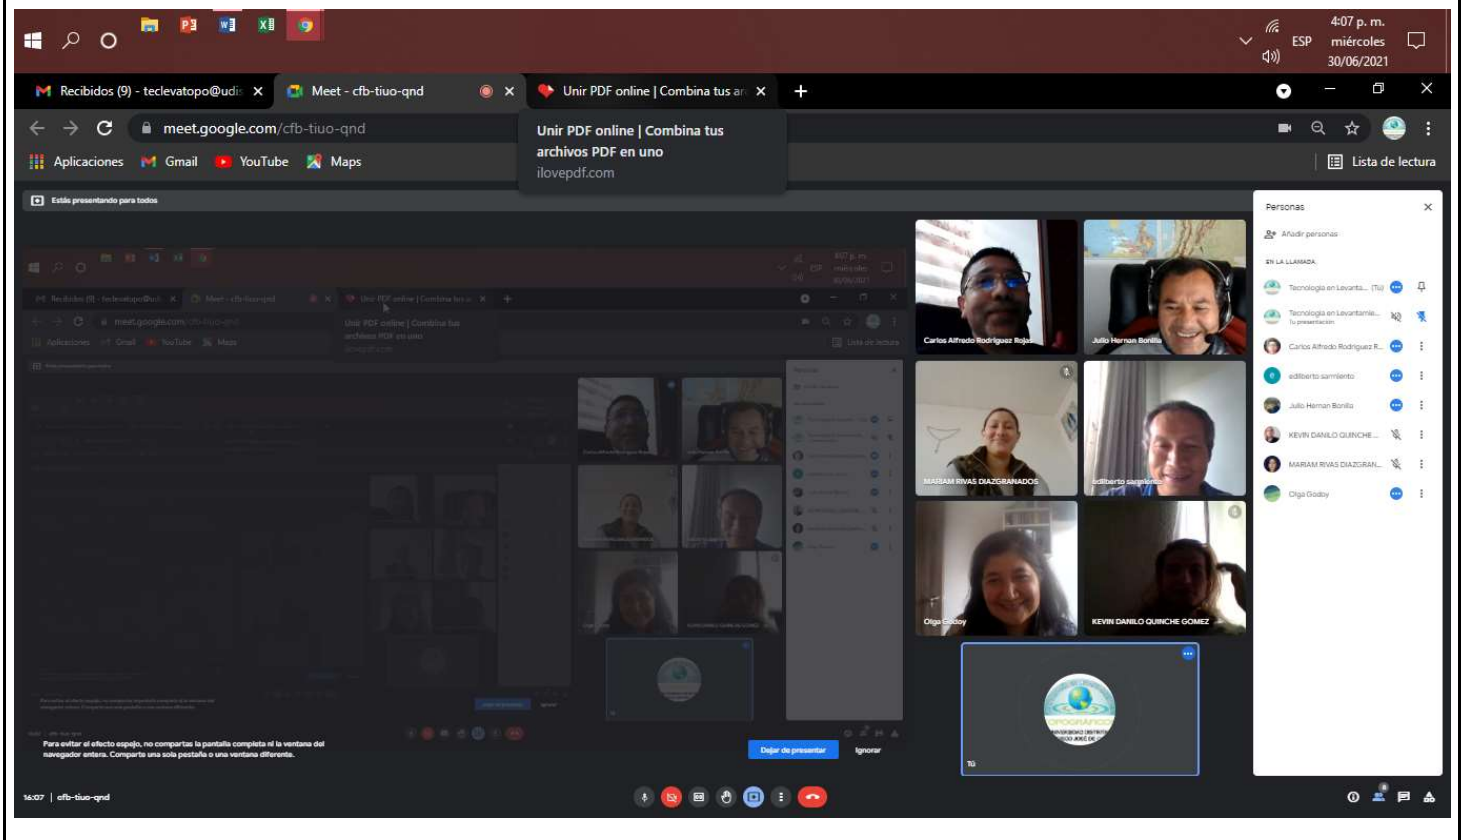 4:07 p. m.
ESP
miércoles
30/06/2021
Recibidos (9) - teclevatopo@udis
Meet - cfb-tiuo-qnd
Unir PDF online | Combina tus ar
meet.google.com/cfb-tiuo-qnd
Unir PDF online | Combina tus
archivos PDF en uno
ilovepdf.com
Aplicaciones
Gmail
YouTube
Maps
Lista de lectura
Estás presentando para todos
Personas
Añadir personas
EN LA LLAMADA
Tecnología en Levanta... (Tú)
Tecnología en Levantamie...
Tu presentación
Carlos Alfredo Rodriguez R...
edilberto sarmiento
Julio Hernan Bonilla
KEVIN DANILO QUINCHE ...
MARIAM RIVAS DIAZGRAN...
Olga Godoy
8
Carlos Alfredo Rodriguez Rojas
Julio Hernan Bonilla
MARIAM RIVAS DIAZGRANADOS
edilberto sarmiento
Olga Godoy
KEVIN DANILO QUINCHE GOMEZ
Tú
Para evitar el efecto espejo, no compartas la pantalla completa ni la ventana del
navegador entera. Comparte una sola pestaña o una ventana diferente.
Dejar de presentar
Ignorar
16:07 | cfb-tiuo-qnd